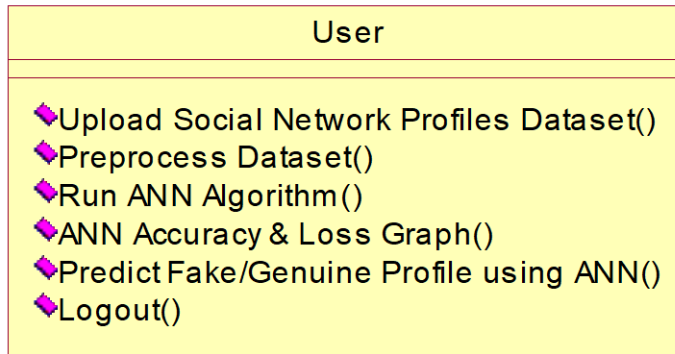 User
Upload Social Network Profiles Dataset()
Preprocess Dataset()
Run ANN Algorithm()
ANN Accuracy & Loss Graph()
Predict Fake/Genuine Profile using ANN()
Logout()